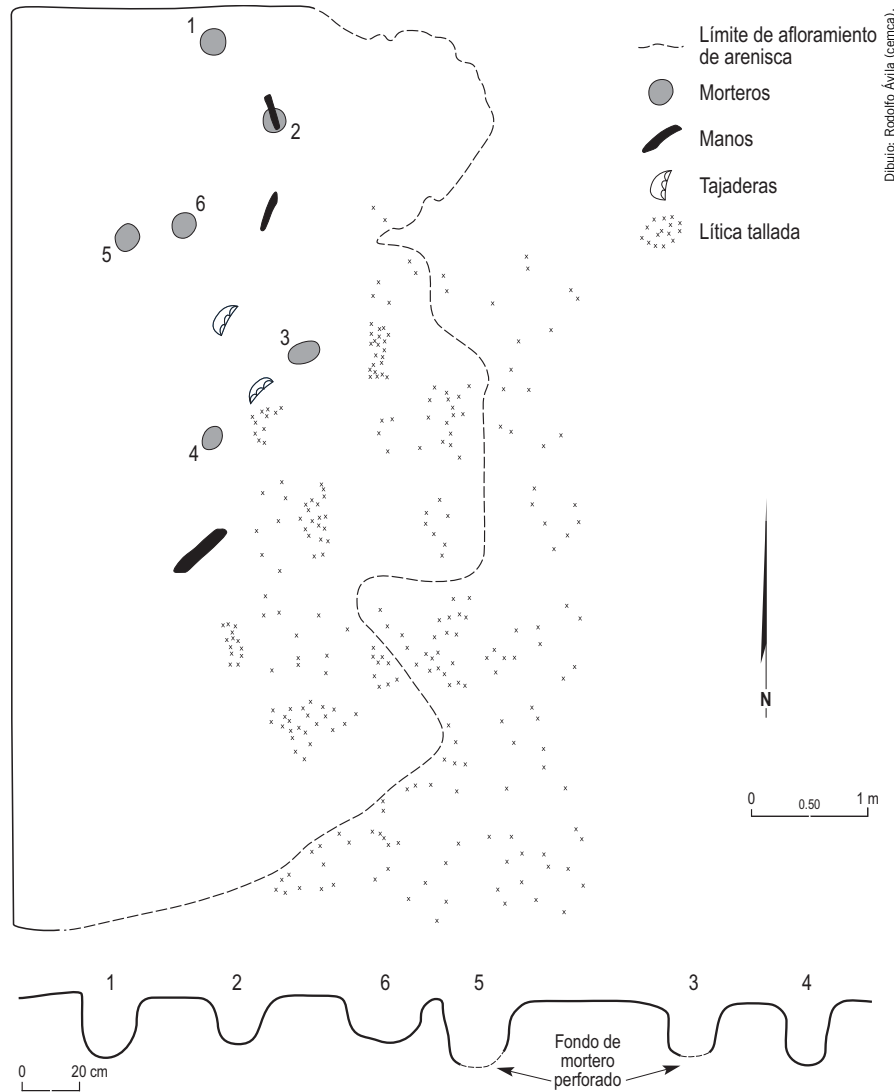 1
2
6
5
3
4
Límite de afloramiento
de arenisca
Morteros
Manos
Tajaderas
Lítica tallada
Dibujo: Rodolfo Ávila (cemca).
N
0 0.50 1 m
1 2 6 5 3 4
Fondo de
mortero
perforado
0 20 cm